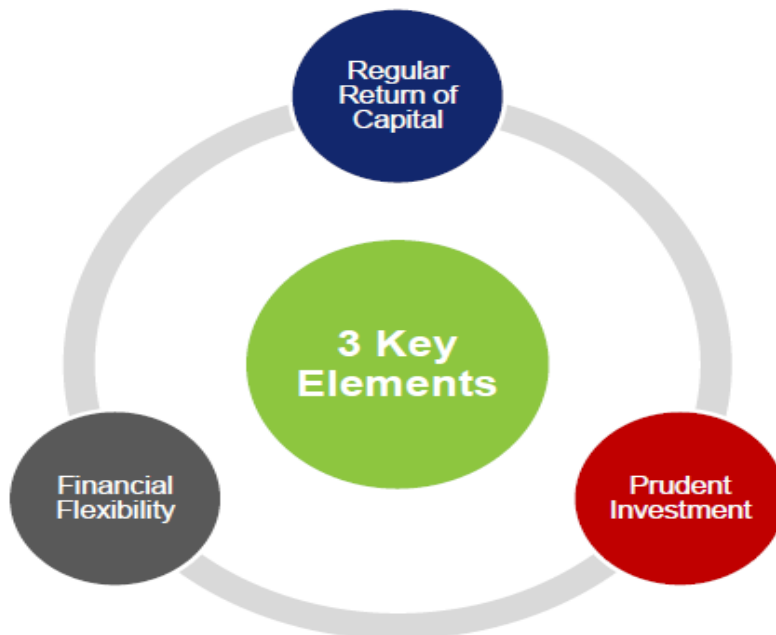 Regular
Return of
Capital
3 Key
Elements
Financial
Flexibility
Prudent
Investment